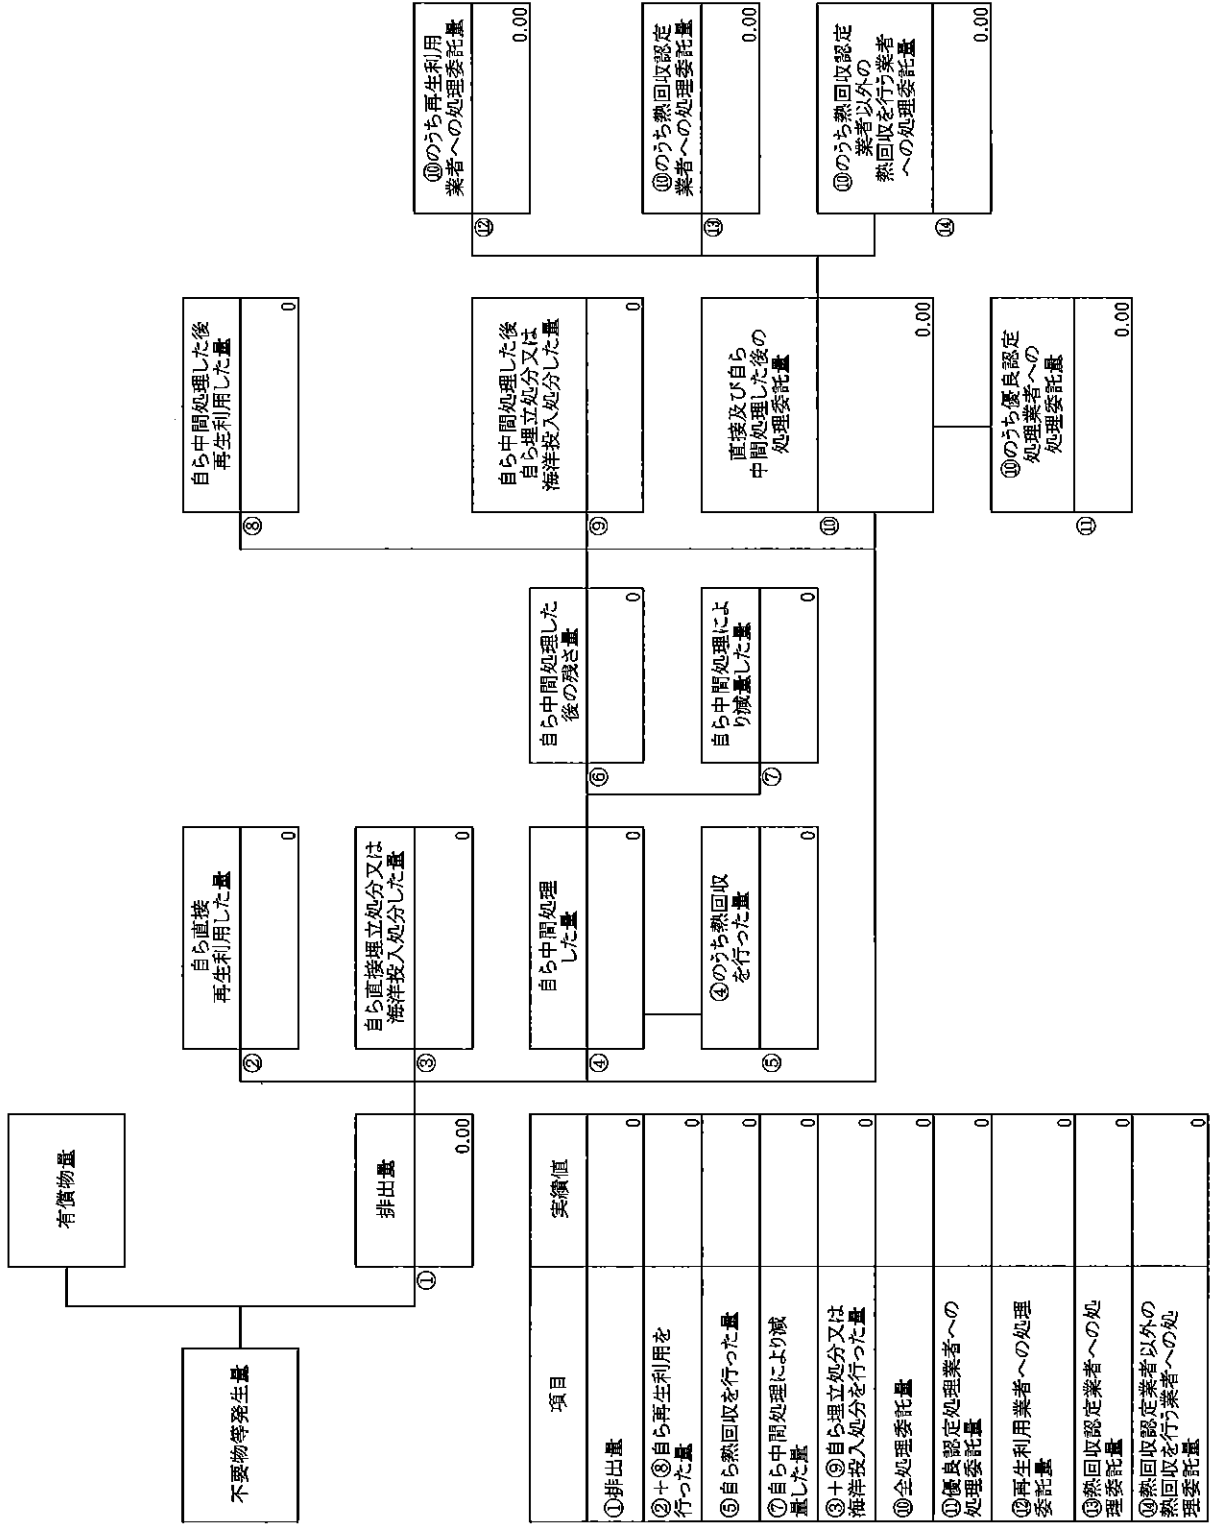 不要物等発生量
有償物量
①
排出量
0.00
②
自ら直接
再生利用した量
0
③
自ら直接埋立処分又は
海洋投入処分した量
0
④
自ら中間処理
した量
0
⑤
④のうち熱回収
を行った量
0
⑥
自ら中間処理した
後の残さ量
0
⑦
自ら中間処理によ
り減量した量
0
⑧
自ら中間処理した後
再生利用した量
0
⑨
自ら中間処理した後
自ら埋立処分又は
海洋投入処分した量
0
⑩
直接及び自ら
中間処理した後の
処理委託量
0.00
⑪
⑩のうち優良認定
処理業者への
処理委託量
0.00
⑫
⑩のうち再生利用
業者への処理委託量
0.00
⑬
⑩のうち熱回収認定
業者への処理委託量
0.00
⑭
⑩のうち熱回収認定
業者以外の
熱回収を行う業者
への処理委託量
0.00
項目 実績値
①排出量 0
②+⑧自ら再生利用を
行った量 0
⑤自ら熱回収を行った量 0
⑦自ら中間処理により減
量した量 0
③+⑨自ら埋立処分又は
海洋投入処分を行った量 0
⑩全処理委託量 0
⑪優良認定処理業者への
処理委託量 0
⑫再生利用業者への処理
委託量 0
⑬熱回収認定業者への処
理委託量 0
⑭熱回収認定業者以外の
熱回収を行う業者への処
理委託量 0